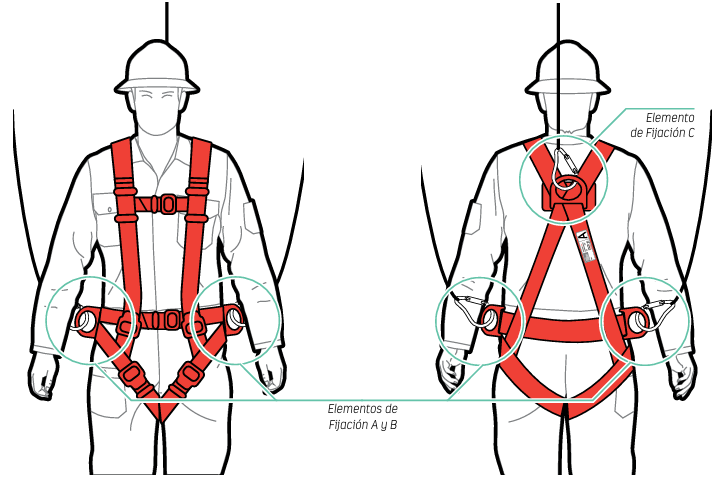 Elemento
de Fijación C
Elementos de
Fijación A y B